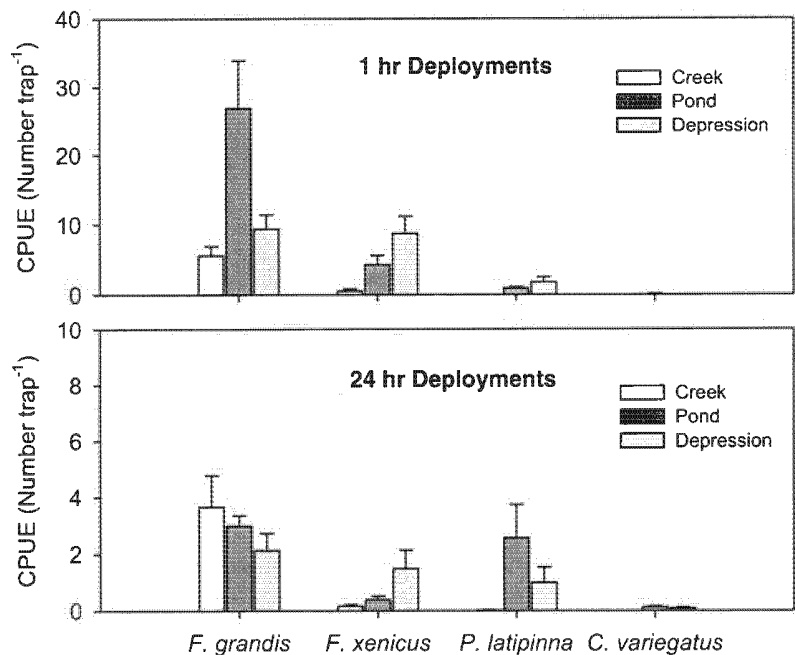 40
30
20
10
0
CPUE (Number trap-1)
1 hr Deployments
Creek
Pond
Depression
10
8
6
4
2
0
CPUE (Number trap-1)
24 hr Deployments
Creek
Pond
Depression
F. grandis F. xenicus P. latipinna C. variegatus